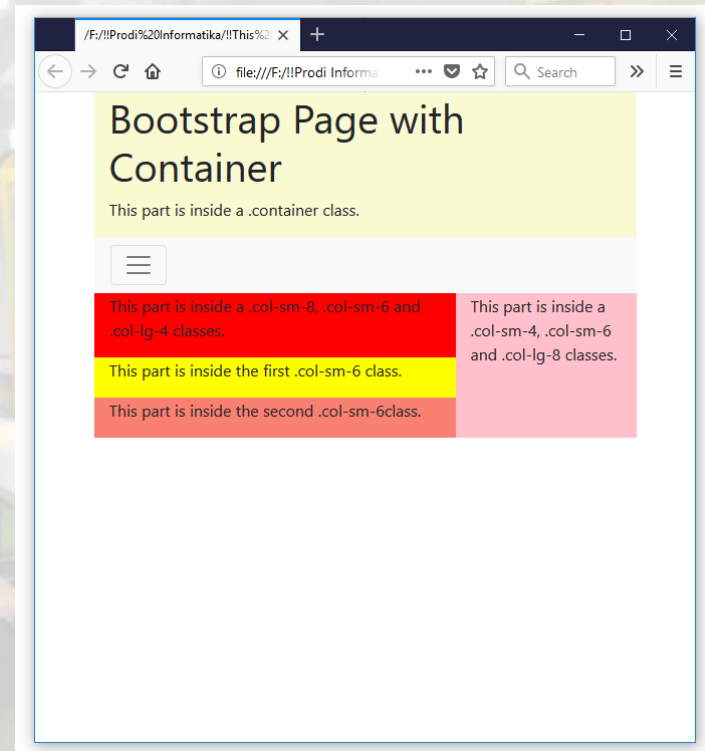 /F:/!!Prodi%20Informatika/!!This%2
file:///F:/!!Prodi Informa
Search
Bootstrap Page with
Container
This part is inside a .container class.
This part is inside a .col-sm-8, .col-sm-6 and
.col-lg-4 classes.
This part is inside the first .col-sm-6 class.
This part is inside the second .col-sm-6class.
This part is inside a
.col-sm-4, .col-sm-6
and .col-lg-8 classes.